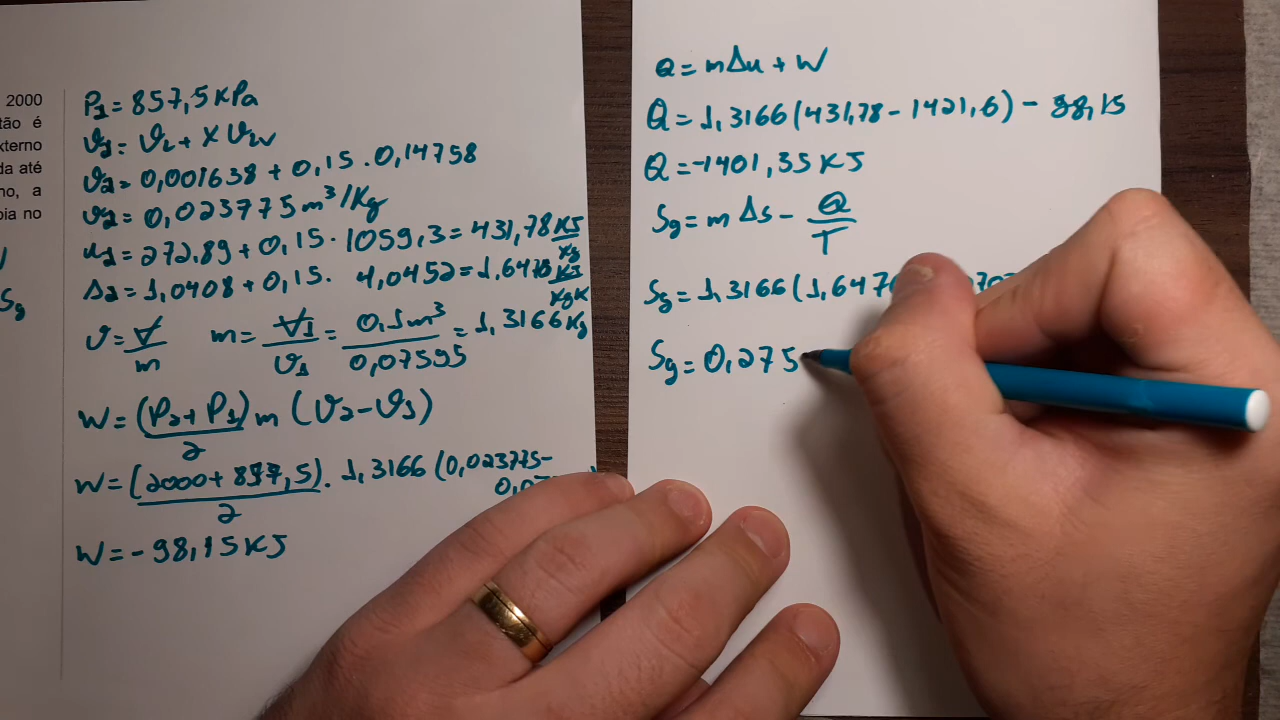 2000
tão é
xterno
da até
no, a
pia no
Sg
P₁ = 857,5 KPa
v₂ = v₂ + x v₂v
v₂ = 0,001638 + 0,15 . 0,14758
v₂ = 0,023775 m³/Kg
u₂ = 272.89 + 0,15 . 1059,3 = 431,78 KJ/Kg
s₂ = 1,0408 + 0,15 . 4,0452 = 1,6476 KJ/KgK
v = V/m m = V₁/v₁ = 0,1m³/0,07595 = 1,3166 Kg
W = (P₂ + P₁)/2 m (v₂ - v₁)
W = (2000 + 857,5)/2 . 1,3166 (0,023775 -
W = - 98,15 KJ
Q = mΔu + W
Q = 1,3166 (431,78 - 1421,6) - 98,15
Q = -1401,35 KJ
Sg = m Δs - Q/T
Sg = 1,3166 (1,647
Sg = 0,275